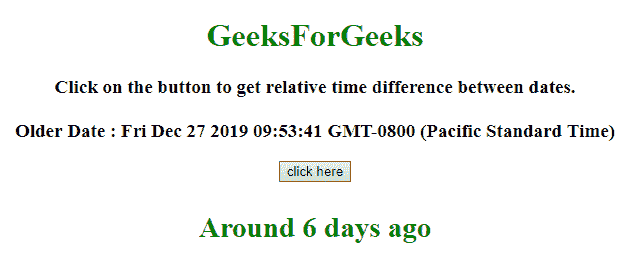 GeeksForGeeks
Click on the button to get relative time difference between dates.
Older Date : Fri Dec 27 2019 09:53:41 GMT-0800 (Pacific Standard Time)
click here
Around 6 days ago